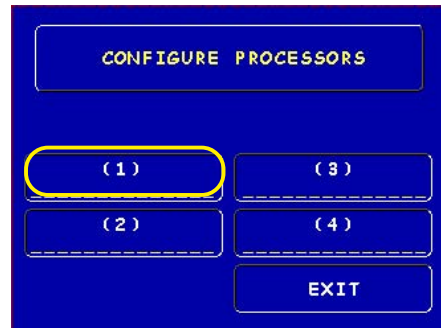 CONFIGURE PROCESSORS
(1)
(3)
(2)
(4)
EXIT